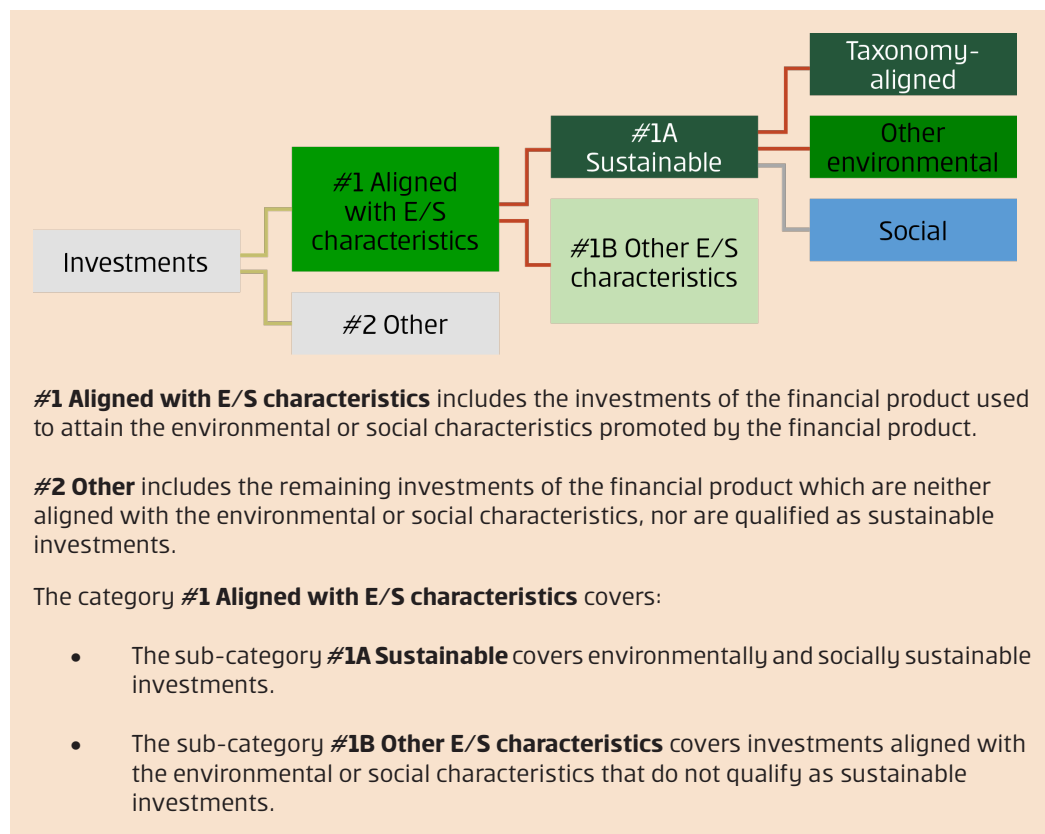 Taxonomy-
aligned
#1A
Sustainable
Other
environmental
#1 Aligned
with E/S
characteristics
Social
#1B Other E/S
characteristics
Investments
#2 Other
#1 Aligned with E/S characteristics includes the investments of the financial product used
to attain the environmental or social characteristics promoted by the financial product.
#2 Other includes the remaining investments of the financial product which are neither
aligned with the environmental or social characteristics, nor are qualified as sustainable
investments.
The category #1 Aligned with E/S characteristics covers:
• The sub-category #1A Sustainable covers environmentally and socially sustainable
investments.
• The sub-category #1B Other E/S characteristics covers investments aligned with
the environmental or social characteristics that do not qualify as sustainable
investments.